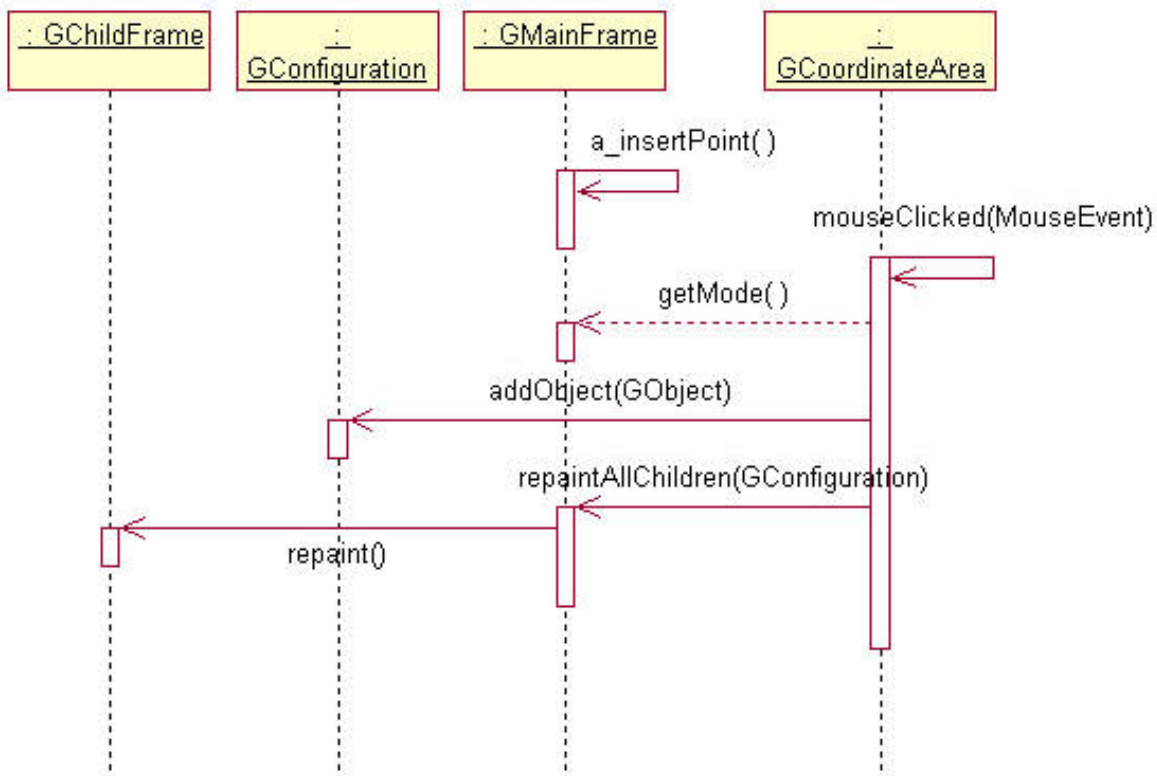 : GChildFrame
:
GConfiguration
: GMainFrame
:
GCoordinateArea
a_insertPoint( )
mouseClicked(MouseEvent)
getMode( )
addObject(GObject)
repaintAllChildren(GConfiguration)
repaint()